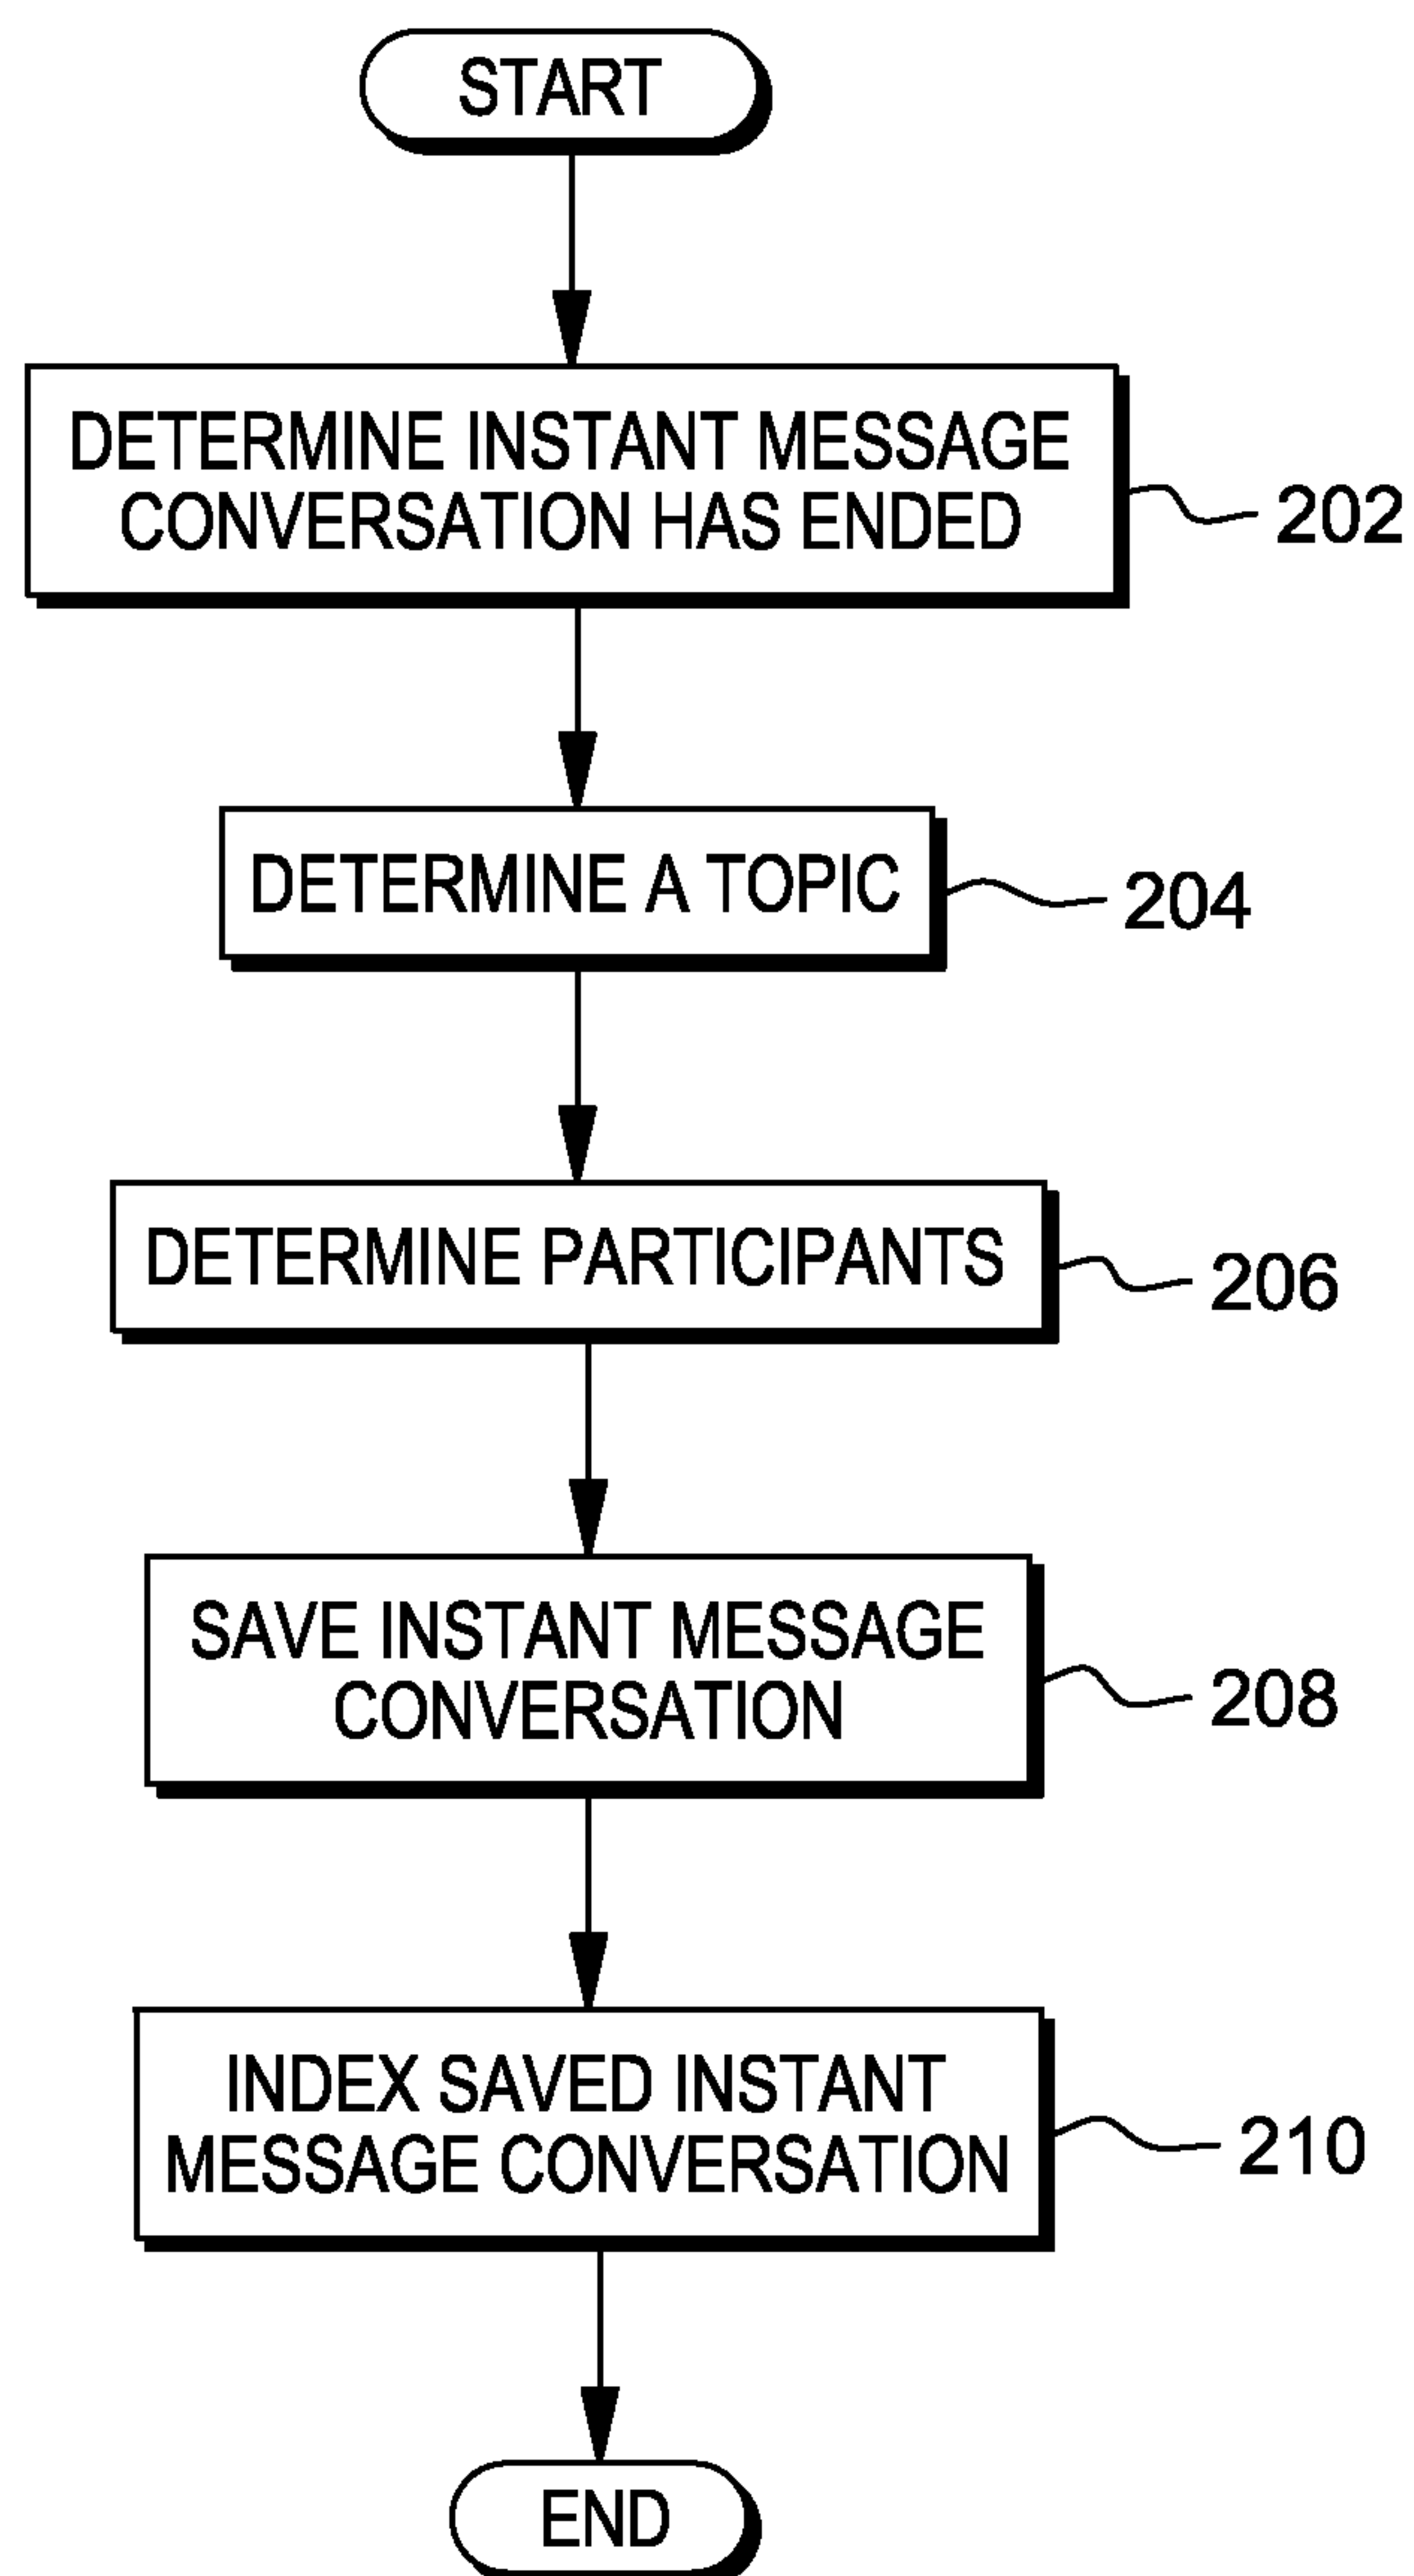 START
DETERMINE INSTANT MESSAGE
CONVERSATION HAS ENDED
202
DETERMINE A TOPIC
204
DETERMINE PARTICIPANTS
206
SAVE INSTANT MESSAGE
CONVERSATION
208
INDEX SAVED INSTANT
MESSAGE CONVERSATION
210
END